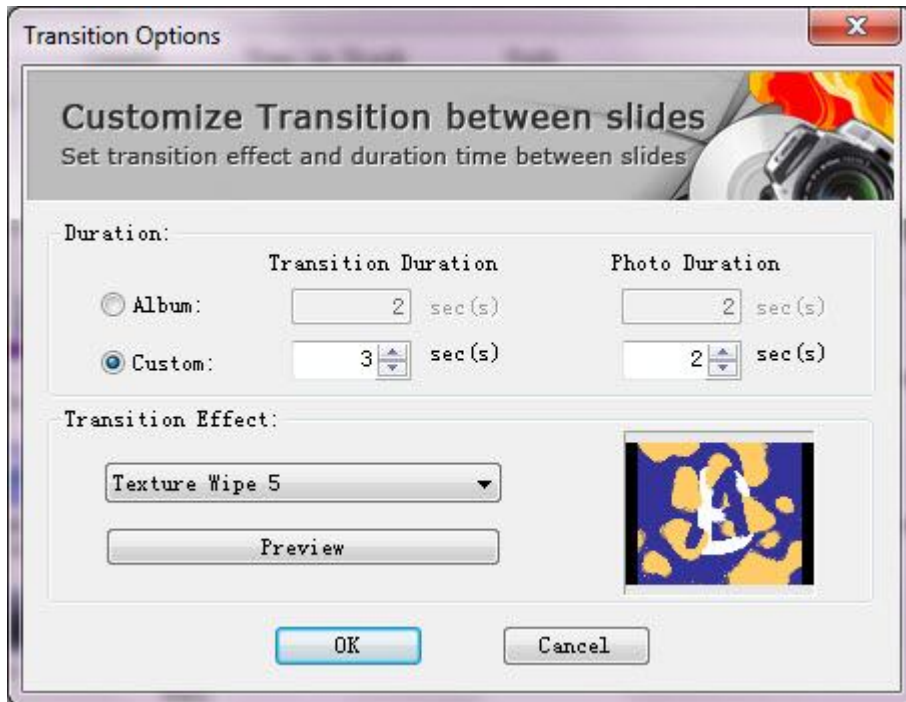 Transition Options
Customize Transition between slides
Set transition effect and duration time between slides
Duration:
Transition Duration Photo Duration
Album: 2 sec(s) 2 sec(s)
Custom: 3 sec(s) 2 sec(s)
Transition Effect:
Texture Wipe 5
Preview
OK Cancel